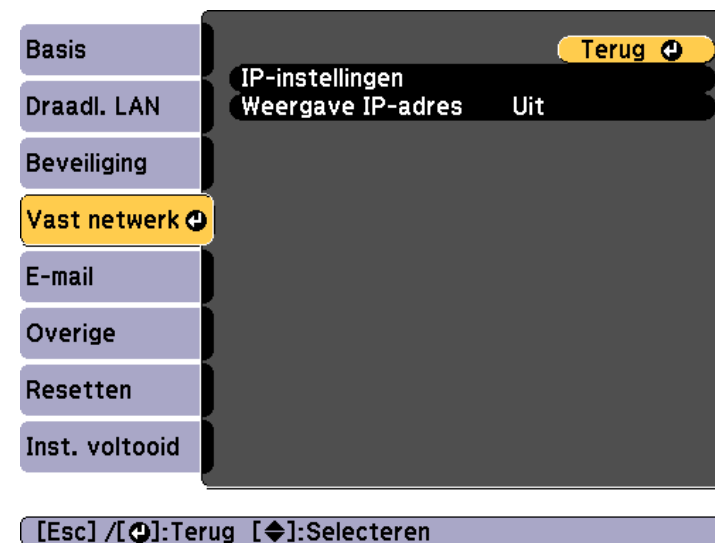 Basis
Draadl. LAN
Beveiliging
Vast netwerk
E-mail
Overige
Resetten
Inst. voltooid
Terug
IP-instellingen
Weergave IP-adres Uit
[Esc] /[⏎]:Terug [◆]:Selecteren